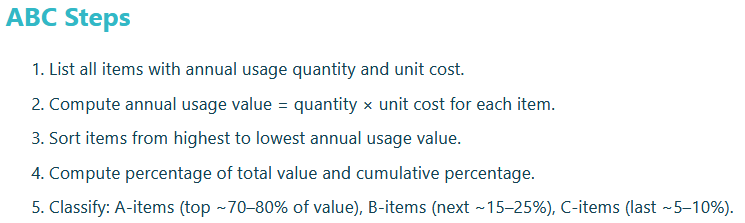 ABC Steps
1. List all items with annual usage quantity and unit cost.
2. Compute annual usage value = quantity × unit cost for each item.
3. Sort items from highest to lowest annual usage value.
4. Compute percentage of total value and cumulative percentage.
5. Classify: A-items (top ~70–80% of value), B-items (next ~15–25%), C-items (last ~5–10%).